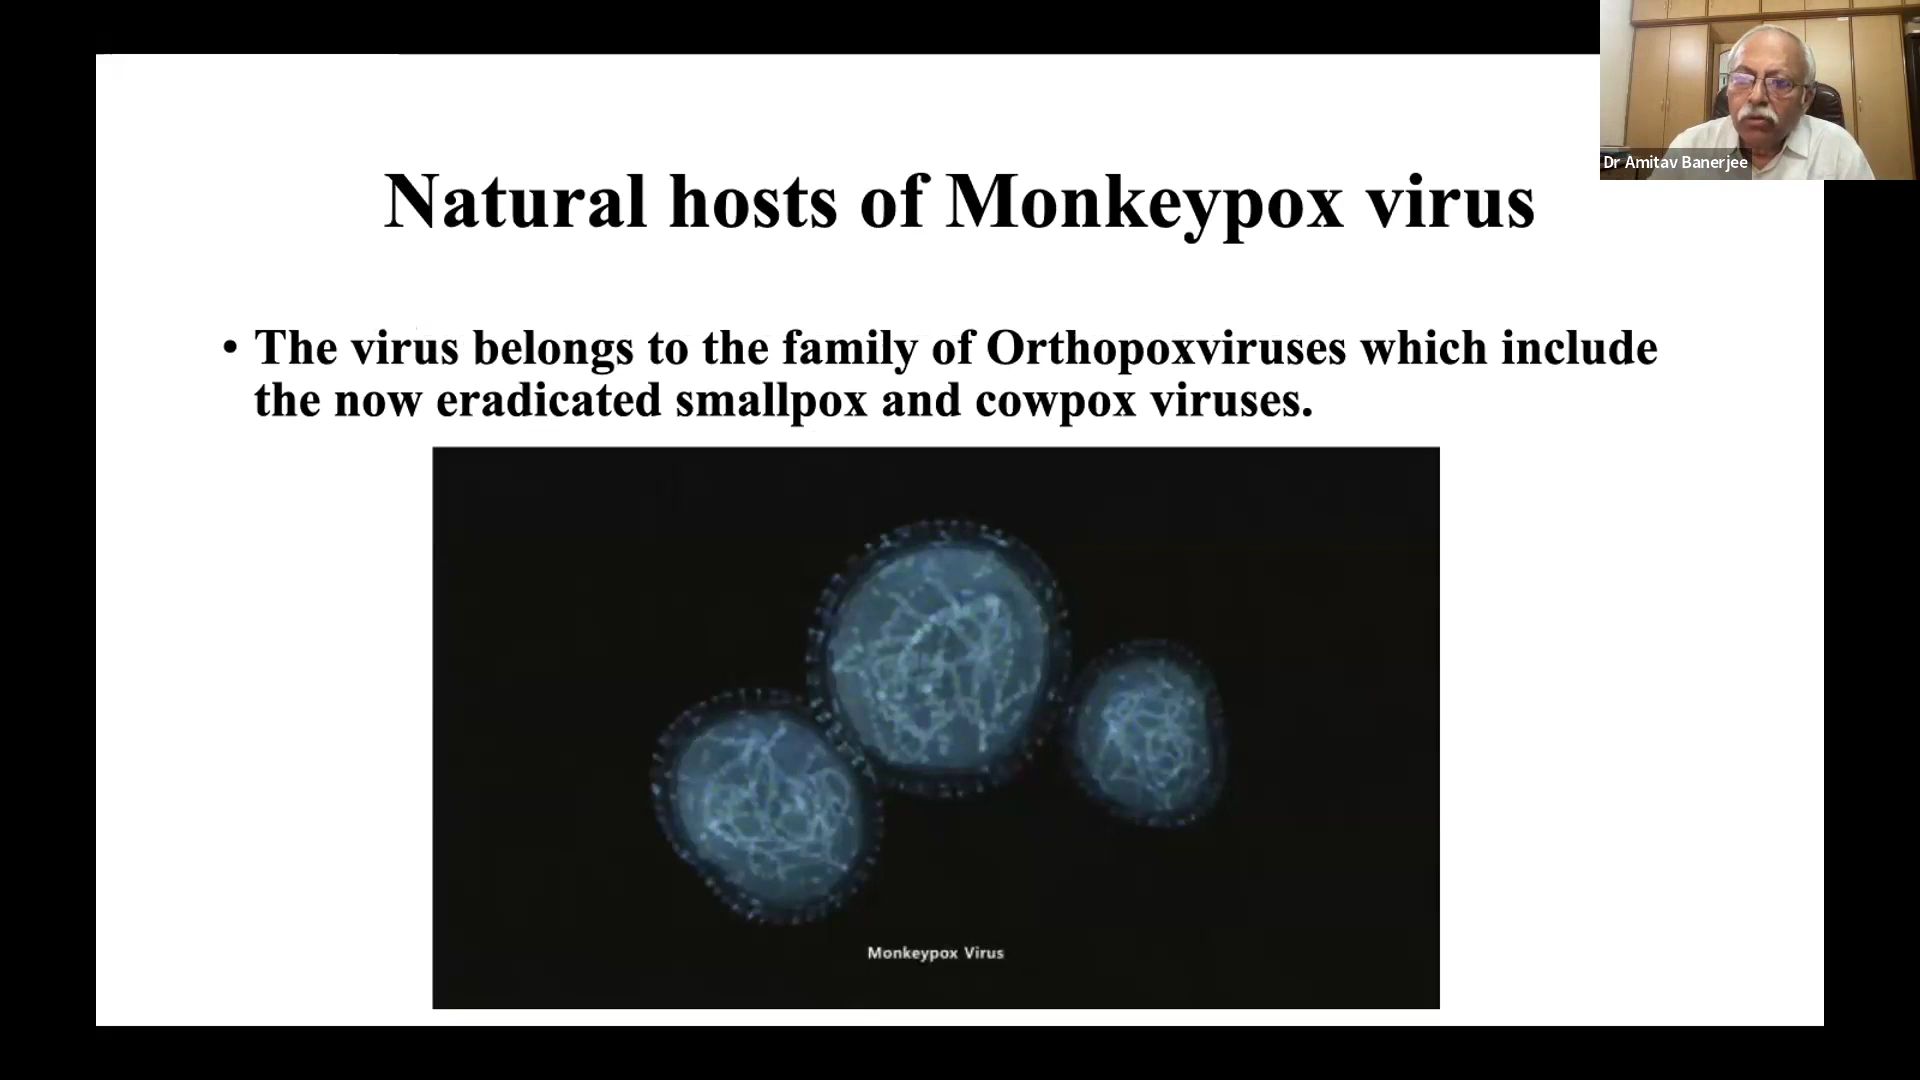 Dr Amitav Banerjee
Natural hosts of Monkeypox virus
• The virus belongs to the family of Orthopoxviruses which include
the now eradicated smallpox and cowpox viruses.
Monkeypox Virus